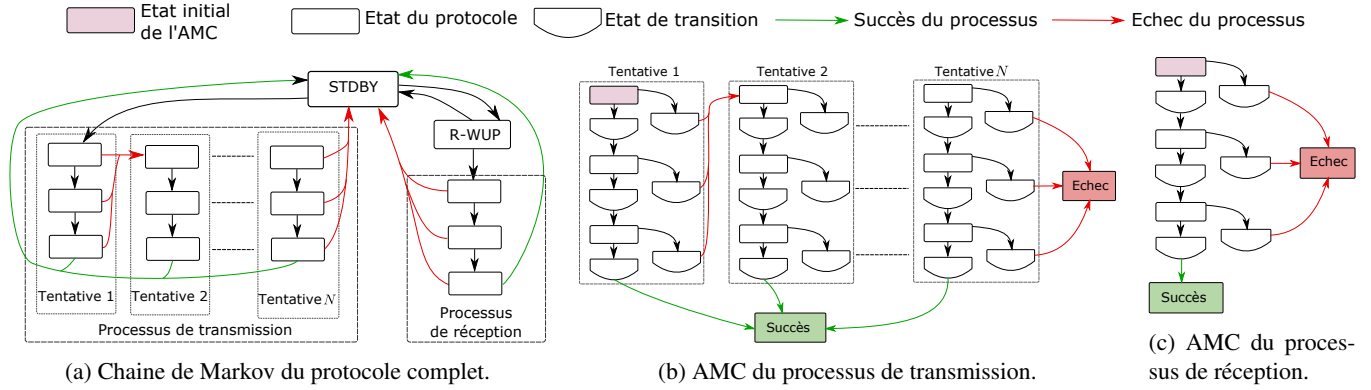 Etat initial
de l'AMC
Etat du protocole
Etat de transition
Succès du processus
Echec du processus
STDBY
R-WUP
Tentative 1
Tentative 2
Tentative N
Processus de transmission
Processus
de réception
(a) Chaine de Markov du protocole complet.
Tentative 1
Tentative 2
Tentative N
Echec
Succès
(b) AMC du processus de transmission.
Echec
Succès
(c) AMC du proces-
sus de réception.